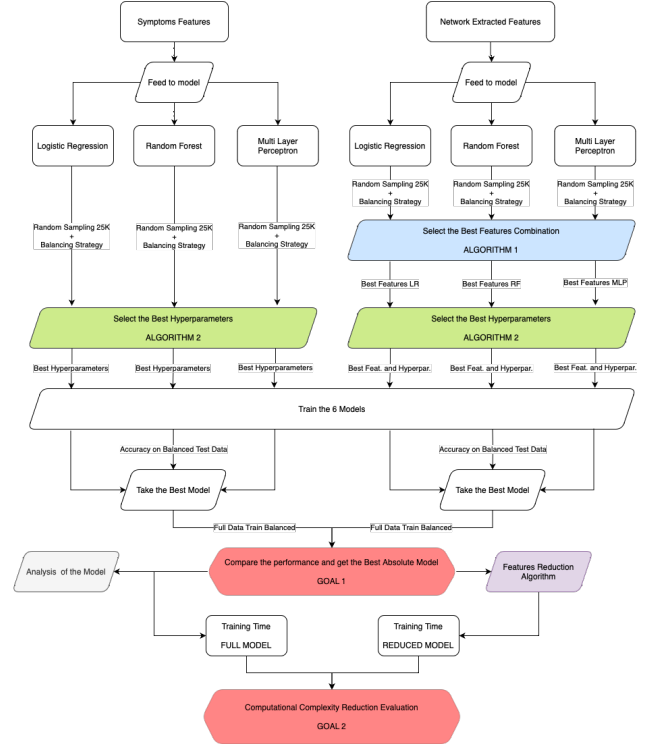 Symptoms Features
Network Extracted Features
Feed to model
Feed to model
Logistic Regression
Random Forest
Multi Layer
Perceptron
Logistic Regression
Random Forest
Multi Layer
Perceptron
Random Sampling 25K
+
Balancing Strategy
Random Sampling 25K
+
Balancing Strategy
Random Sampling 25K
+
Balancing Strategy
Random Sampling 25K
+
Balancing Strategy
Random Sampling 25K
+
Balancing Strategy
Random Sampling 25K
+
Balancing Strategy
Select the Best Features Combination
ALGORITHM 1
Best Features LR
Best Features RF
Best Features MLP
Select the Best Hyperparameters
ALGORITHM 2
Select the Best Hyperparameters
ALGORITHM 2
Best Hyperparameters
Best Hyperparameters
Best Hyperparameters
Best Feat. and Hyperpar.
Best Feat. and Hyperpar.
Best Feat. and Hyperpar.
Train the 6 Models
Accuracy on Balanced Test Data
Accuracy on Balanced Test Data
Take the Best Model
Take the Best Model
Full Data Train Balanced
Full Data Train Balanced
Compare the performance and get the Best Absolute Model
GOAL 1
Analysis of the Model
Features Reduction
Algorithm
Training Time
FULL MODEL
Training Time
REDUCED MODEL
Computational Complexity Reduction Evaluation
GOAL 2